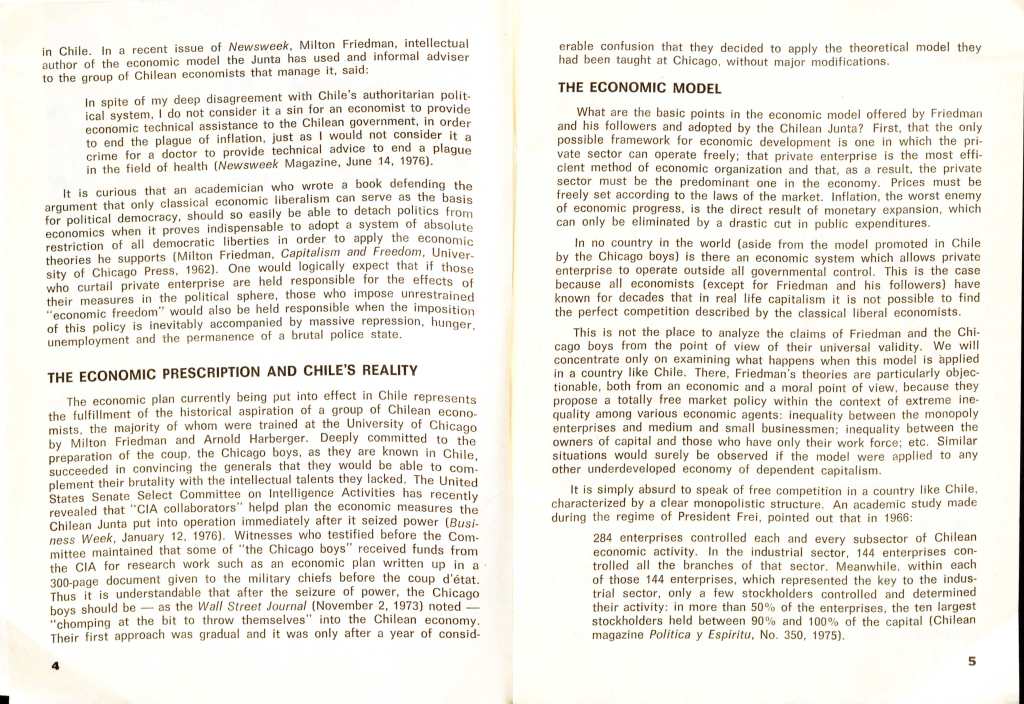 in Chile. In a recent issue of Newsweek, Milton Friedman, intellectual
author of the economic model the Junta has used and informal adviser
to the group of Chilean economists that manage it, said:
In spite of my deep disagreement with Chile's authoritarian polit-
ical system, I do not consider it a sin for an economist to provide
economic technical assistance to the Chilean government, in order
to end the plague of inflation, just as I would not consider it a
crime for a doctor to provide technical advice to end a plague
in the field of health (Newsweek Magazine, June 14, 1976).
It is curious that an academician who wrote a book defending the
argument that only classical economic liberalism can serve as the basis
for political democracy, should so easily be able to detach politics from
economics when it proves indispensable to adopt a system of absolute
restriction of all democratic liberties in order to apply the economic
theories he supports (Milton Friedman, Capitalism and Freedom, Univer-
sity of Chicago Press, 1962). One would logically expect that if those
who curtail private enterprise are held responsible for the effects of
their measures in the political sphere, those who impose unrestrained
"economic freedom" would also be held responsible when the imposition
of this policy is inevitably accompanied by massive repression, hunger,
unemployment and the permanence of a brutal police state.
THE ECONOMIC PRESCRIPTION AND CHILE'S REALITY
The economic plan currently being put into effect in Chile represents
the fulfillment of the historical aspiration of a group of Chilean econo-
mists, the majority of whom were trained at the University of Chicago
by Milton Friedman and Arnold Harberger. Deeply committed to the
preparation of the coup, the Chicago boys, as they are known in Chile,
succeeded in convincing the generals that they would be able to com-
plement their brutality with the intellectual talents they lacked. The United
States Senate Select Committee on Intelligence Activities has recently
revealed that "CIA collaborators" helpd plan the economic measures the
Chilean Junta put into operation immediately after it seized power (Busi-
ness Week, January 12, 1976). Witnesses who testified before the Com-
mittee maintained that some of "the Chicago boys" received funds from
the CIA for research work such as an economic plan written up in a
300-page document given to the military chiefs before the coup d'état.
Thus it is understandable that after the seizure of power, the Chicago
boys should be — as the Wall Street Journal (November 2, 1973) noted —
"chomping at the bit to throw themselves" into the Chilean economy.
Their first approach was gradual and it was only after a year of consid-
4
erable confusion that they decided to apply the theoretical model they
had been taught at Chicago, without major modifications.
THE ECONOMIC MODEL
What are the basic points in the economic model offered by Friedman
and his followers and adopted by the Chilean Junta? First, that the only
possible framework for economic development is one in which the pri-
vate sector can operate freely; that private enterprise is the most effi-
cient method of economic organization and that, as a result, the private
sector must be the predominant one in the economy. Prices must be
freely set according to the laws of the market. Inflation, the worst enemy
of economic progress, is the direct result of monetary expansion, which
can only be eliminated by a drastic cut in public expenditures.
In no country in the world (aside from the model promoted in Chile
by the Chicago boys) is there an economic system which allows private
enterprise to operate outside all governmental control. This is the case
because all economists (except for Friedman and his followers) have
known for decades that in real life capitalism it is not possible to find
the perfect competition described by the classical liberal economists.
This is not the place to analyze the claims of Friedman and the Chi-
cago boys from the point of view of their universal validity. We will
concentrate only on examining what happens when this model is applied
in a country like Chile. There, Friedman's theories are particularly objec-
tionable, both from an economic and a moral point of view, because they
propose a totally free market policy within the context of extreme ine-
quality among various economic agents: inequality between the monopoly
enterprises and medium and small businessmen; inequality between the
owners of capital and those who have only their work force; etc. Similar
situations would surely be observed if the model were applied to any
other underdeveloped economy of dependent capitalism.
It is simply absurd to speak of free competition in a country like Chile,
characterized by a clear monopolistic structure. An academic study made
during the regime of President Frei, pointed out that in 1966:
284 enterprises controlled each and every subsector of Chilean
economic activity. In the industrial sector, 144 enterprises con-
trolled all the branches of that sector. Meanwhile, within each
of those 144 enterprises, which represented the key to the indus-
trial sector, only a few stockholders controlled and determined
their activity: in more than 50% of the enterprises, the ten largest
stockholders held between 90% and 100% of the capital (Chilean
magazine Politica y Espiritu, No. 350, 1975).
5